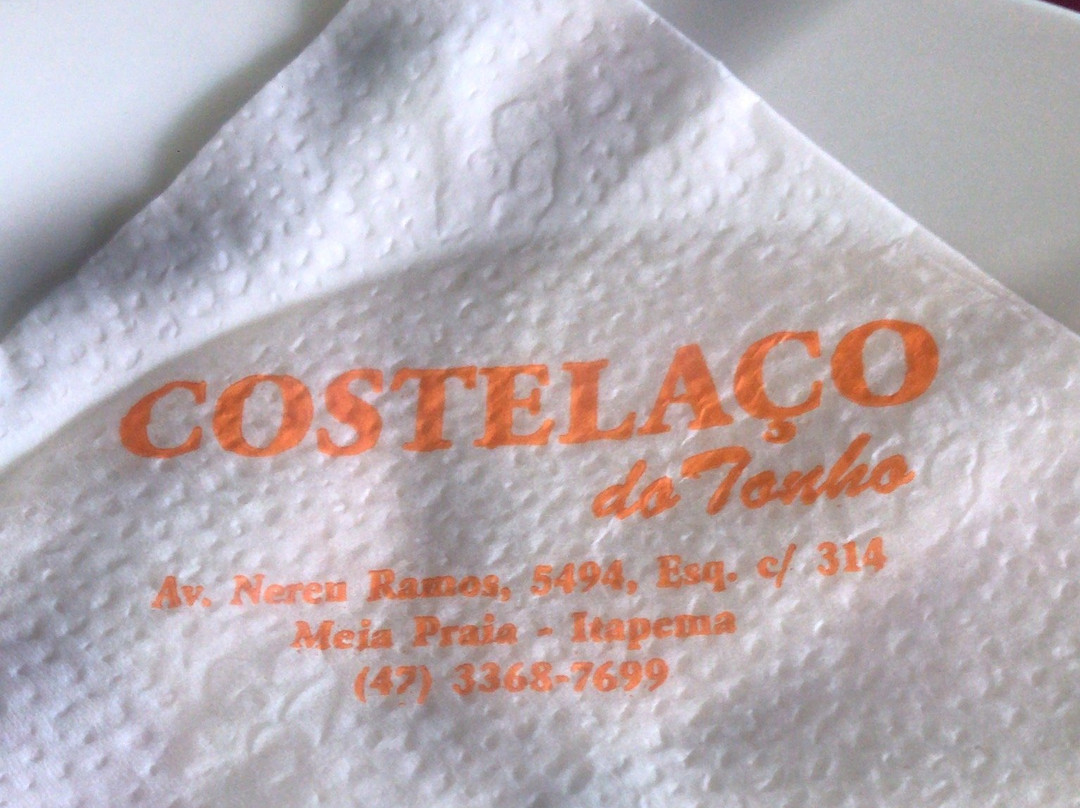 COSTELAÇO
do Tonho
Av. Nereu Ramos, 5494, Esq. c/ 314
Meia Praia - Itapema
(47) 3368-7699